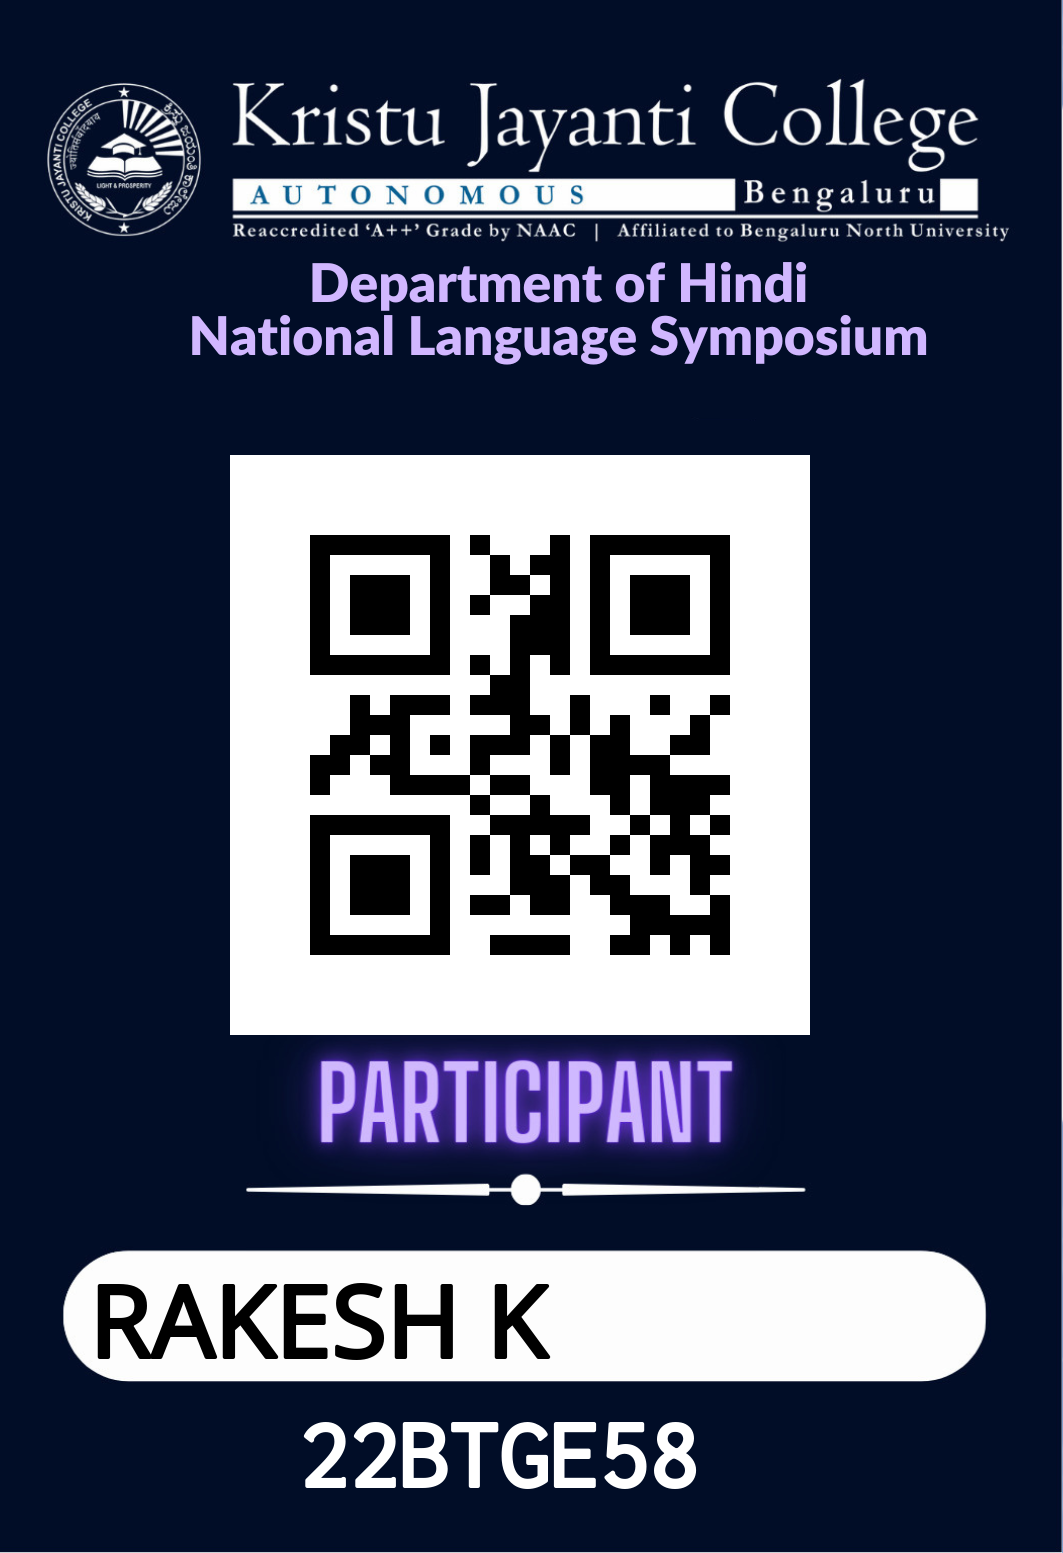 KRISTU JAYANTI COLLEGE
LIGHT & PROSPERITY
Kristu Jayanti College
AUTONOMOUS Bengaluru
Reaccredited ‘A++’ Grade by NAAC | Affiliated to Bengaluru North University
Department of Hindi
National Language Symposium
PARTICIPANT
RAKESH K
22BTGE58